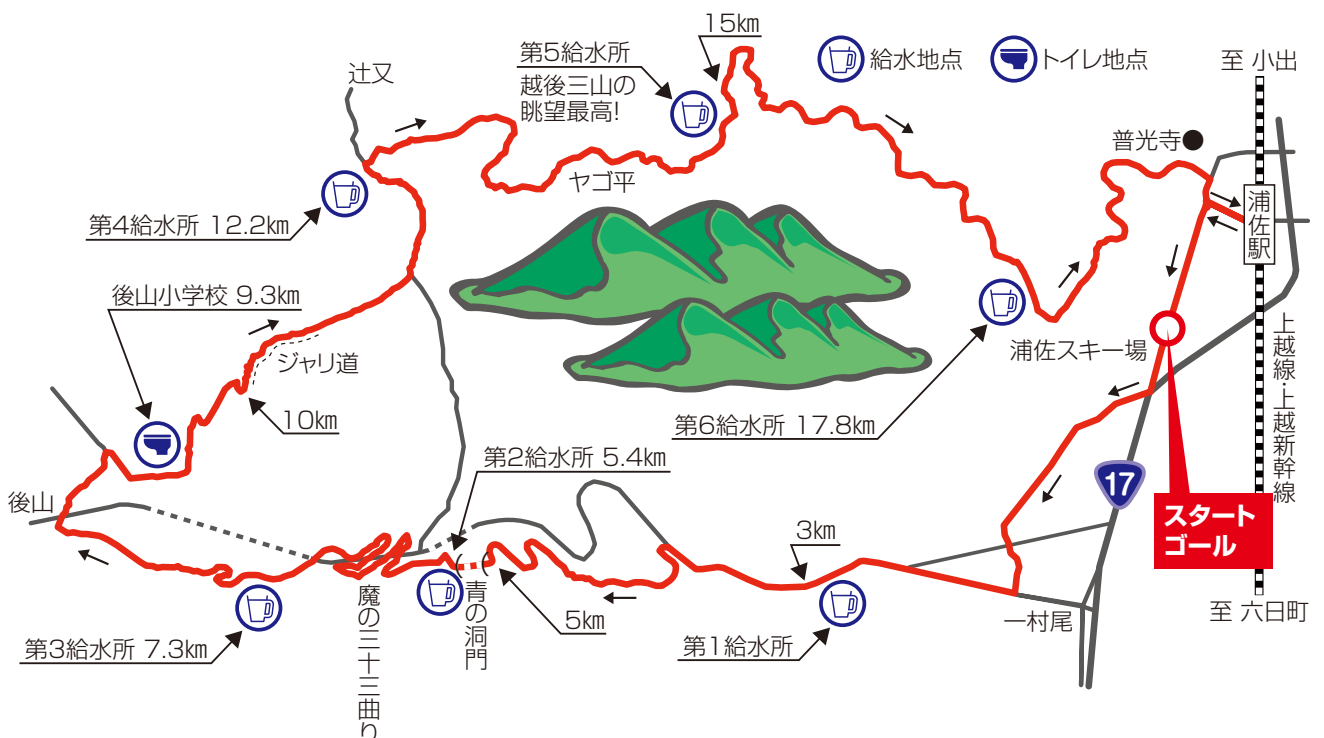 15km
第5給水所
越後三山の
眺望最高!
給水地点
トイレ地点
至 小出
辻又
普光寺
ヤゴ平
浦佐駅
第4給水所 12.2km
後山小学校 9.3km
ジャリ道
10km
浦佐スキー場
上越線・上越新幹線
第6給水所 17.8km
第2給水所 5.4km
17
後山
スタート
ゴール
3km
魔の三十三曲り
青の洞門
5km
一村尾
至 六日町
第3給水所 7.3km
第1給水所